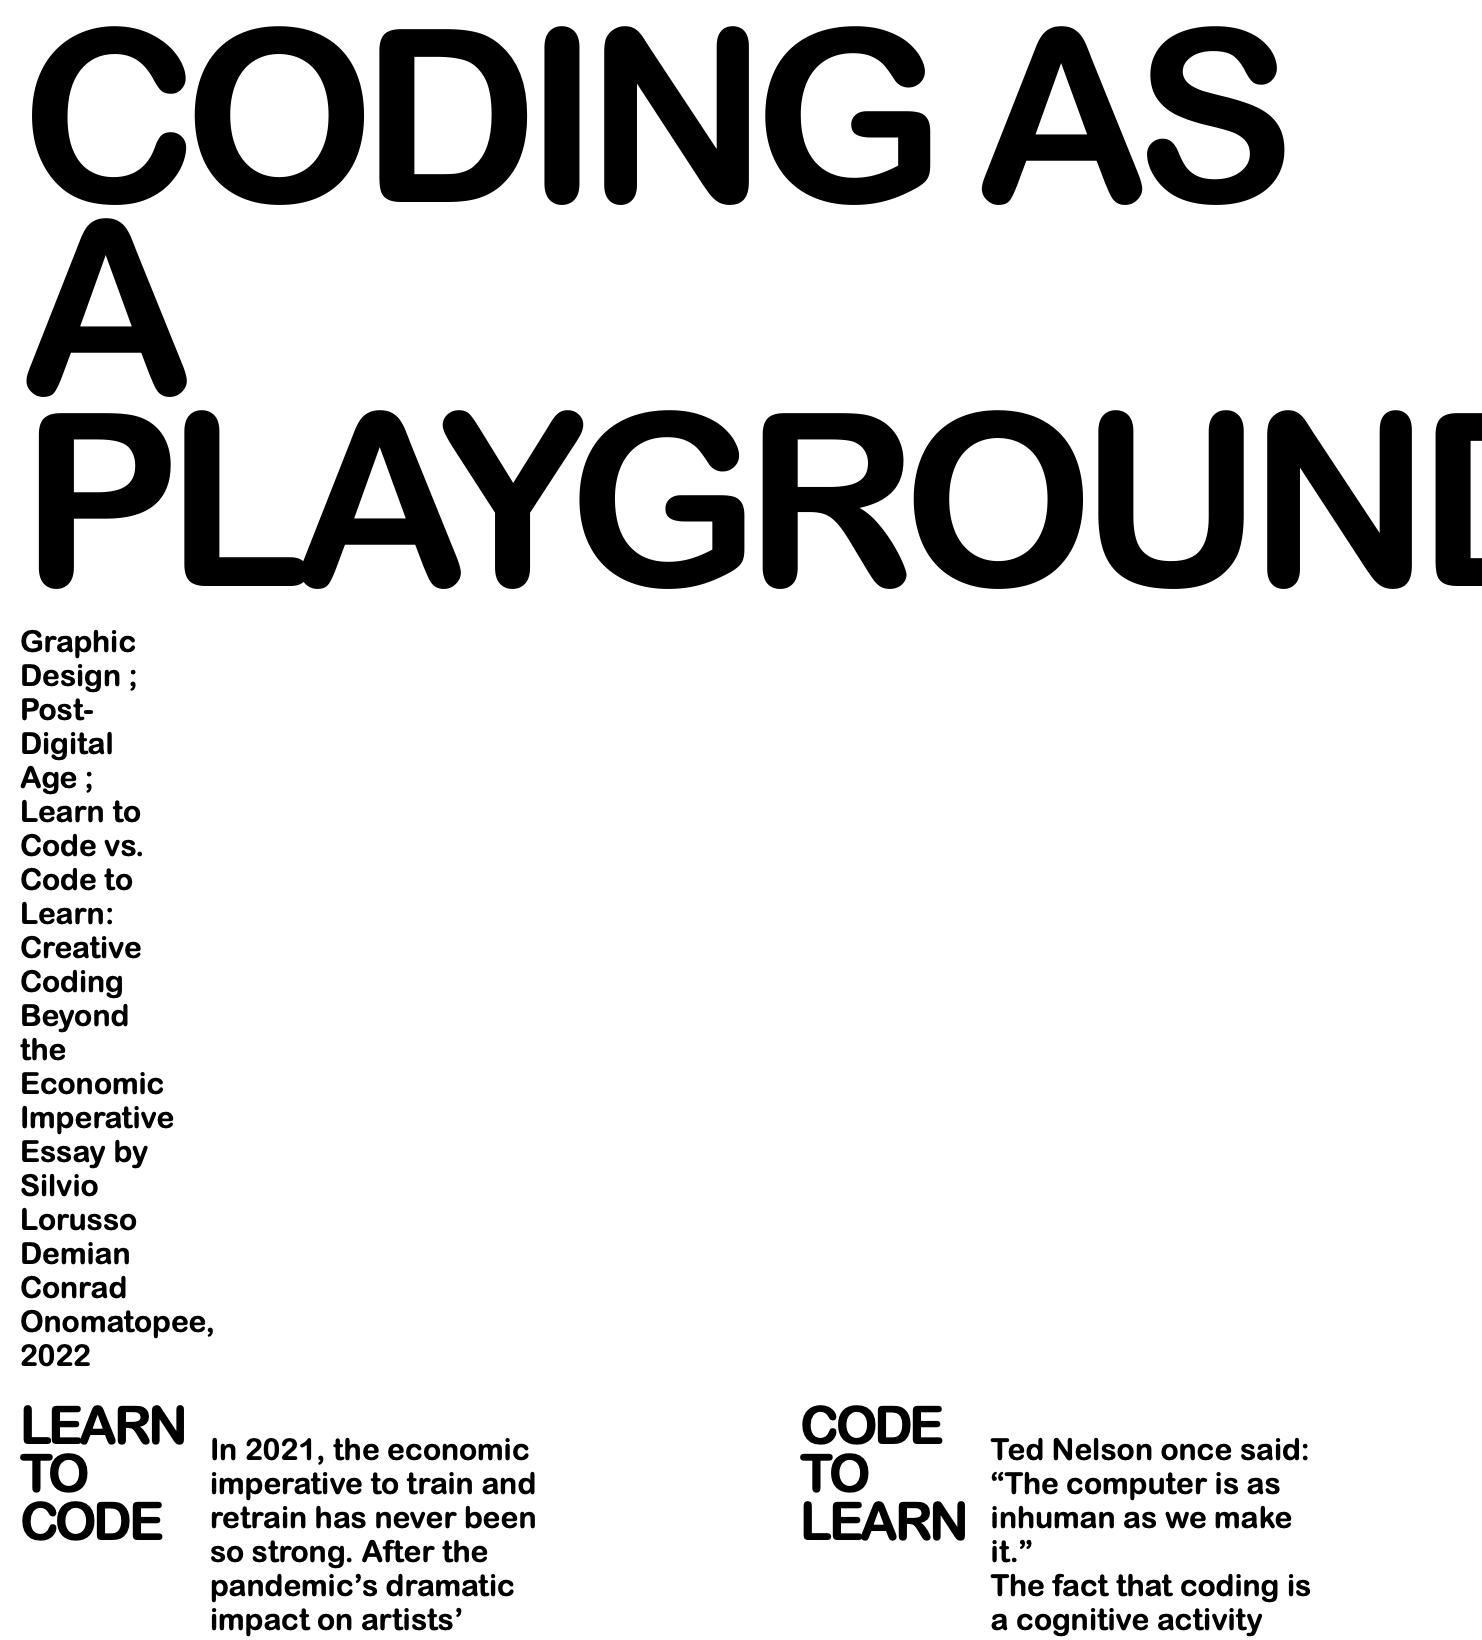 CODING AS
A
PLAYGROUND
Graphic
Design ;
Post-
Digital
Age ;
Learn to
Code vs.
Code to
Learn:
Creative
Coding
Beyond
the
Economic
Imperative
Essay by
Silvio
Lorusso
Demian
Conrad
Onomatopee,
2022
LEARN
TO
CODE
In 2021, the economic
imperative to train and
retrain has never been
so strong. After the
pandemic’s dramatic
impact on artists’
CODE
TO
LEARN
Ted Nelson once said:
“The computer is as
inhuman as we make
it.”
The fact that coding is
a cognitive activity